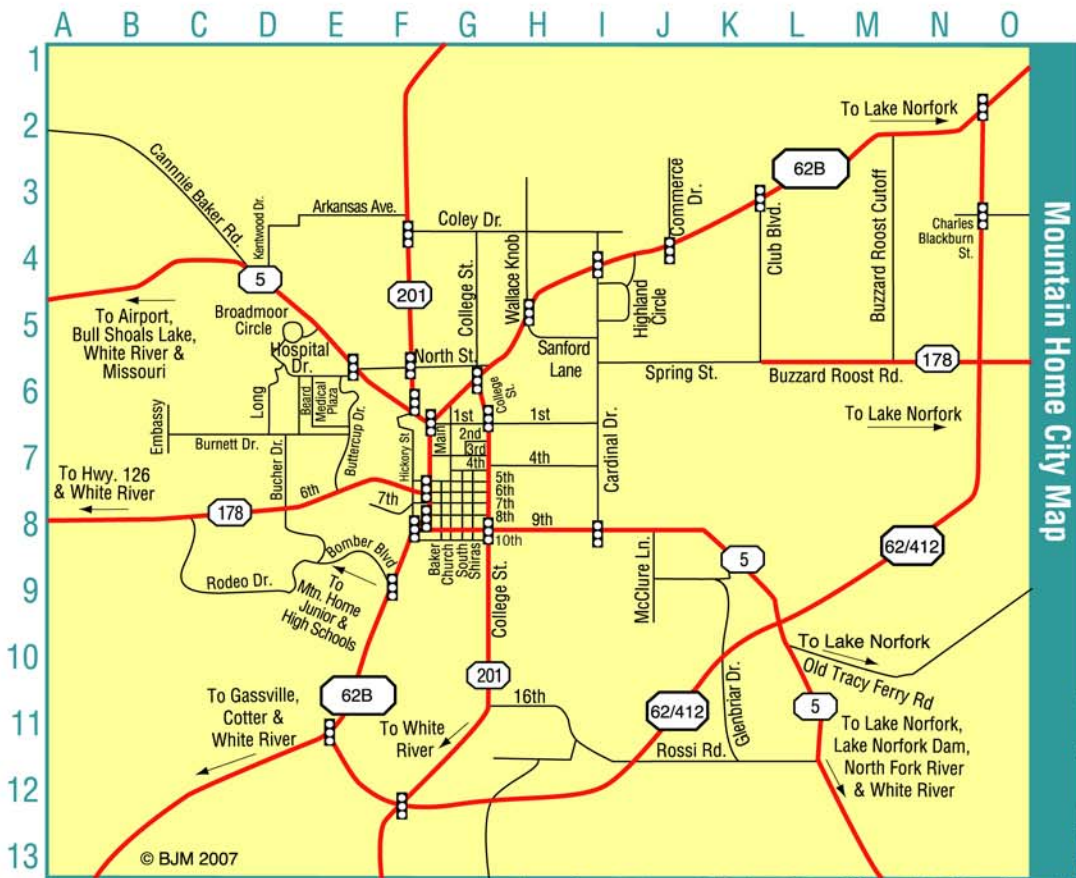 A B C D E F G H I J K L M N O
1
2
3
4
5
6
7
8
9
10
11
12
13
Mountain Home City Map
To Lake Norfork
62B
Cannnie Baker Rd.
Kentwood Dr.
Arkansas Ave.
Coley Dr.
Commerce
Dr.
Club Blvd.
Buzzard Roost Cutoff
Charles
Blackburn
St.
5
201
College St.
Wallace Knob
Highland
Circle
To Airport,
Bull Shoals Lake,
White River &
Missouri
Broadmoor
Circle
Hospital
Dr.
North St.
Sanford
Lane
Spring St.
178
Buzzard Roost Rd.
Embassy
Long
Beard
Medical
Plaza
Buttercup Dr.
College
St.
1st
1st
Main
Hickory St
2nd
3rd
4th
4th
Cardinal Dr.
To Lake Norfork
Burnett Dr.
Bucher Dr.
To Hwy. 126
& White River
6th
7th
5th
6th
7th
8th
9th
10th
178
Bomber Blvd
Baker
Church
South
Shiras
5
62/412
Rodeo Dr.
To
Mtn. Home
Junior &
High Schools
College St.
McClure Ln.
To Lake Norfork
Old Tracy Ferry Rd
201
62B
16th
62/412
Glenbriar Dr.
5
To Gassville,
Cotter &
White River
To White
River
Rossi Rd.
To Lake Norfork,
Lake Norfork Dam,
North Fork River
& White River
© BJM 2007